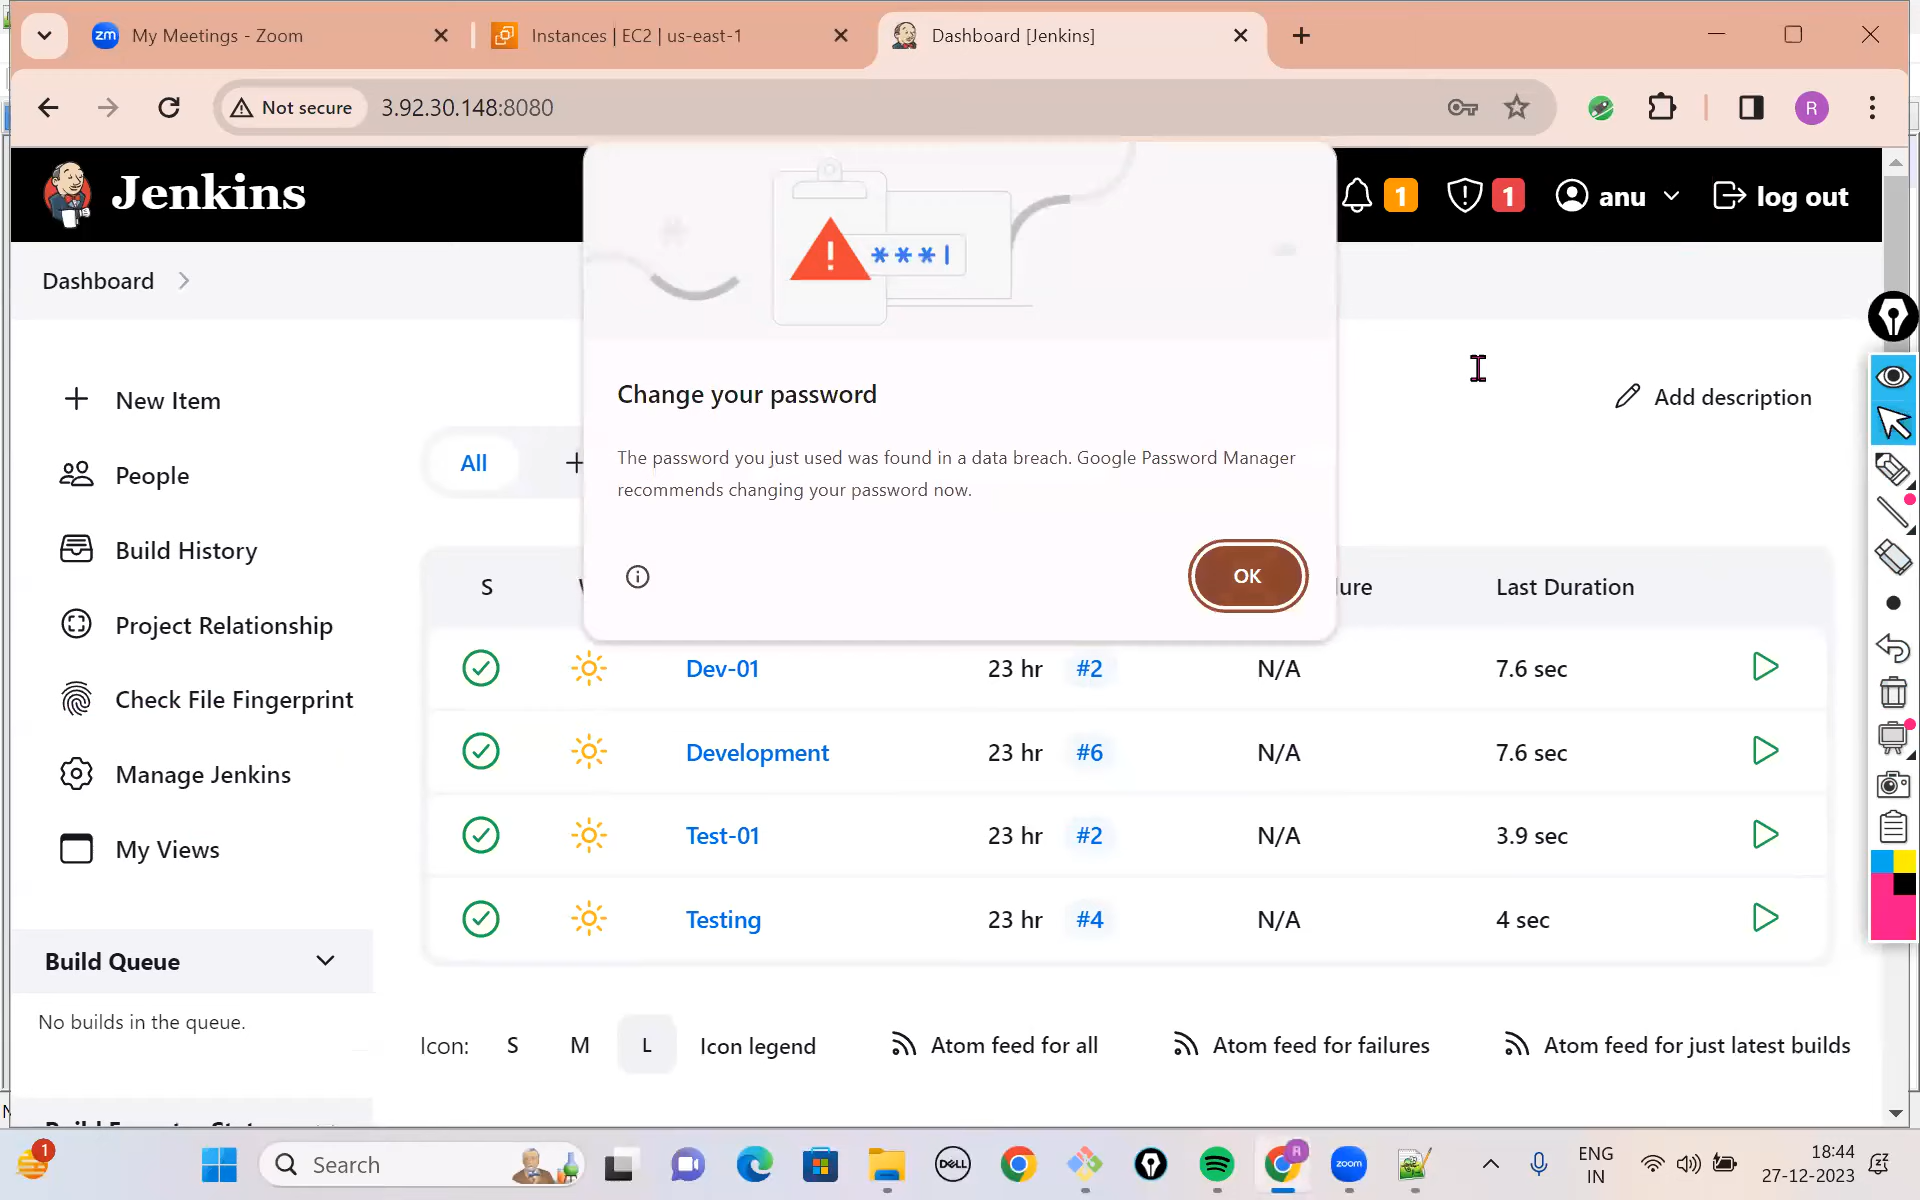 My Meetings - Zoom
Instances | EC2 | us-east-1
Dashboard [Jenkins]
Not secure
3.92.30.148:8080
R
Jenkins
1
1
anu
log out
Dashboard
New Item
People
Build History
Project Relationship
Check File Fingerprint
Manage Jenkins
My Views
Build Queue
No builds in the queue.
Change your password
The password you just used was found in a data breach. Google Password Manager
recommends changing your password now.
OK
Add description
All
S
ure
Last Duration
Dev-01 23 hr #2 N/A 7.6 sec
Development 23 hr #6 N/A 7.6 sec
Test-01 23 hr #2 N/A 3.9 sec
Testing 23 hr #4 N/A 4 sec
Icon: S M L
Icon legend
Atom feed for all
Atom feed for failures
Atom feed for just latest builds
1
Search
DELL
R
zoom
ENG
IN
18:44
27-12-2023